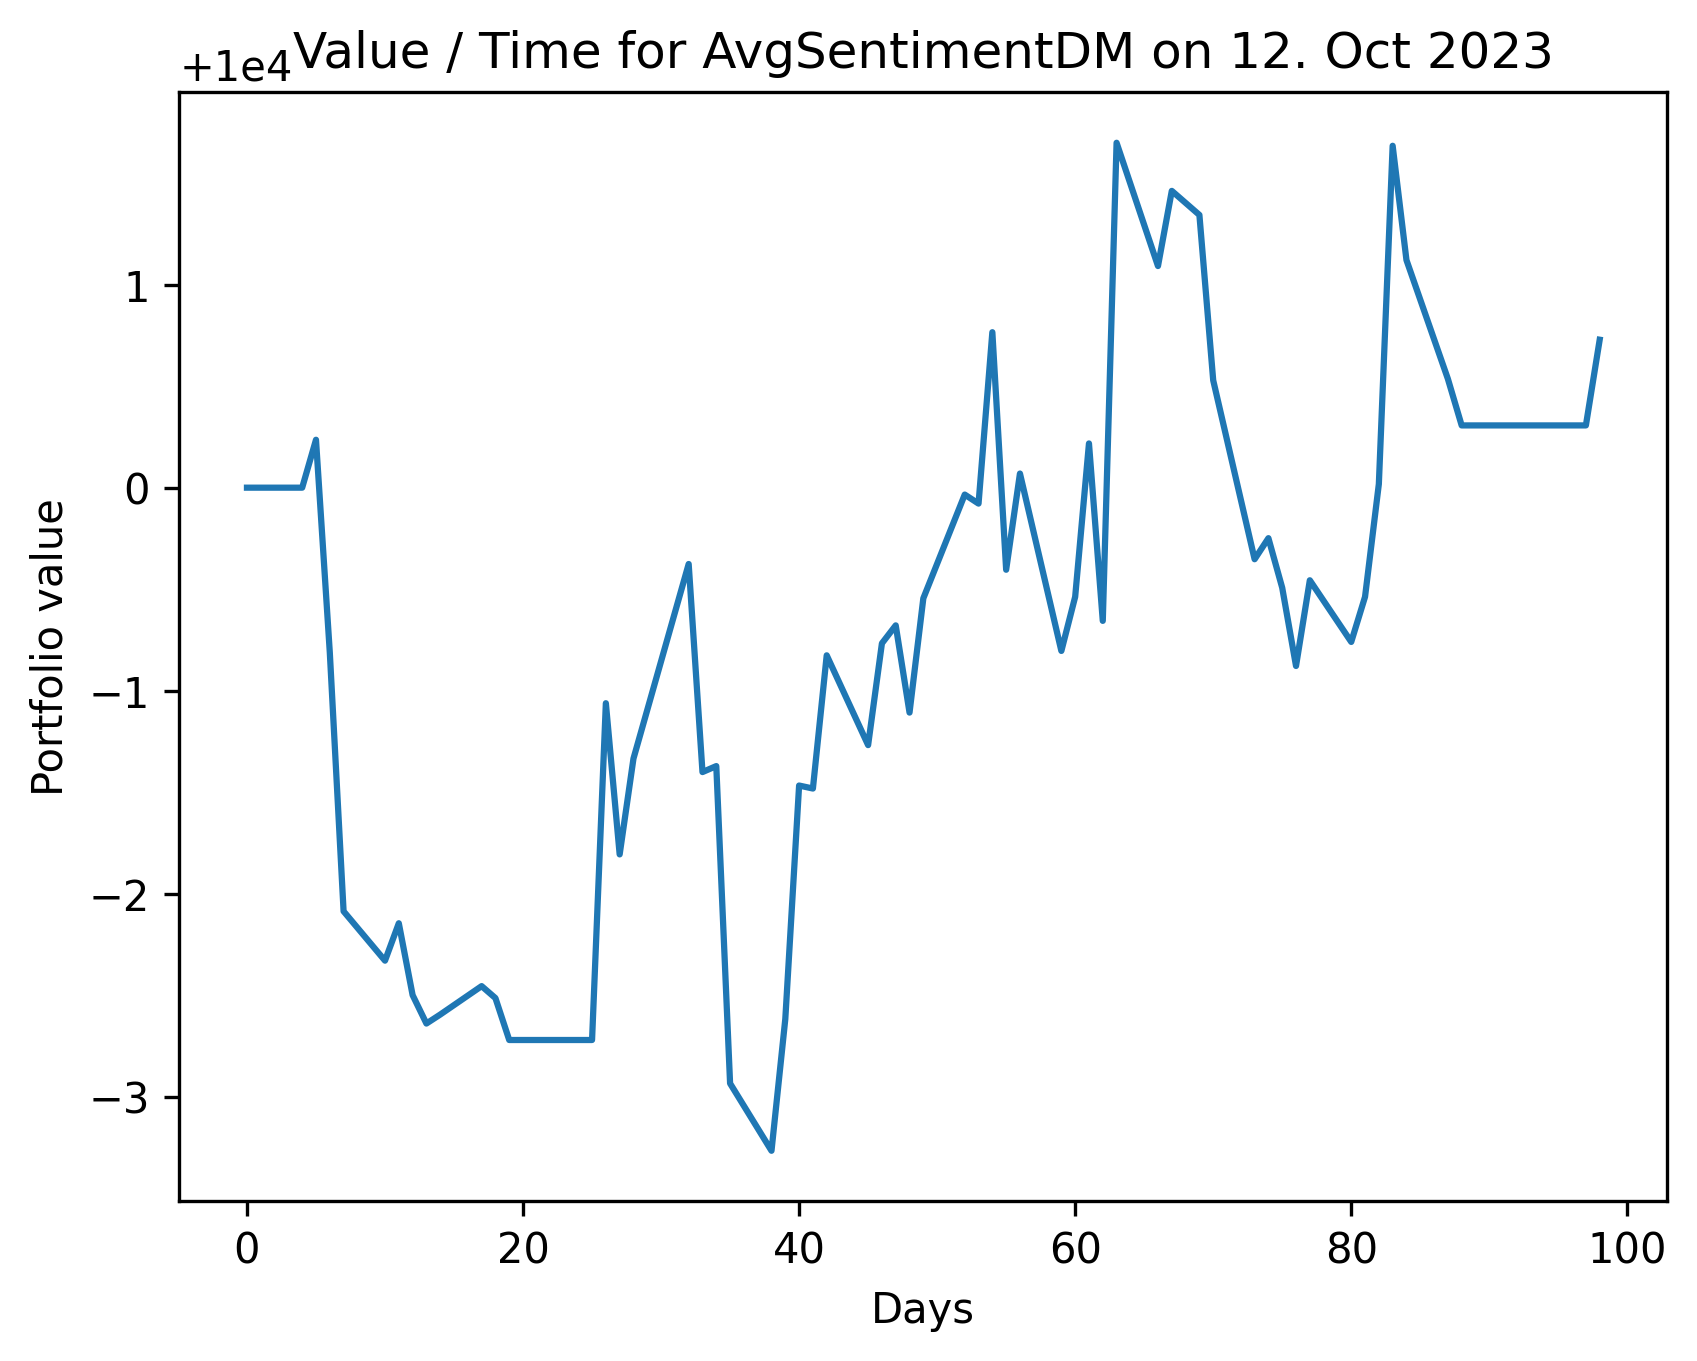 Value / Time for AvgSentimentDM on 12. Oct 2023
+1e4
1
0
−1
−2
−3
Portfolio value
0 20 40 60 80 100
Days